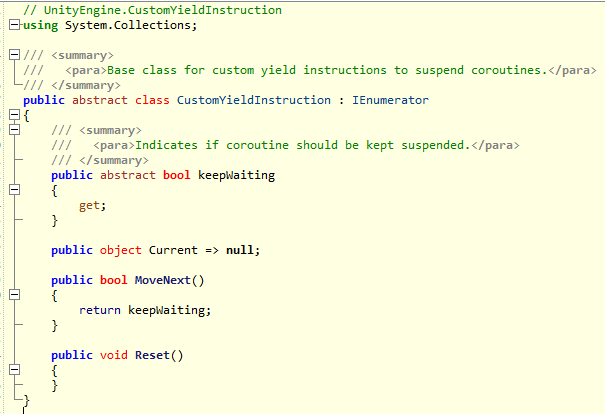 // UnityEngine.CustomYieldInstruction
using System.Collections;
/// <summary>
///   <para>Base class for custom yield instructions to suspend coroutines.</para>
/// </summary>
public abstract class CustomYieldInstruction : IEnumerator
{
    /// <summary>
    ///   <para>Indicates if coroutine should be kept suspended.</para>
    /// </summary>
    public abstract bool keepWaiting
    {
        get;
    }
    public object Current => null;
    public bool MoveNext()
    {
        return keepWaiting;
    }
    public void Reset()
    {
    }
}